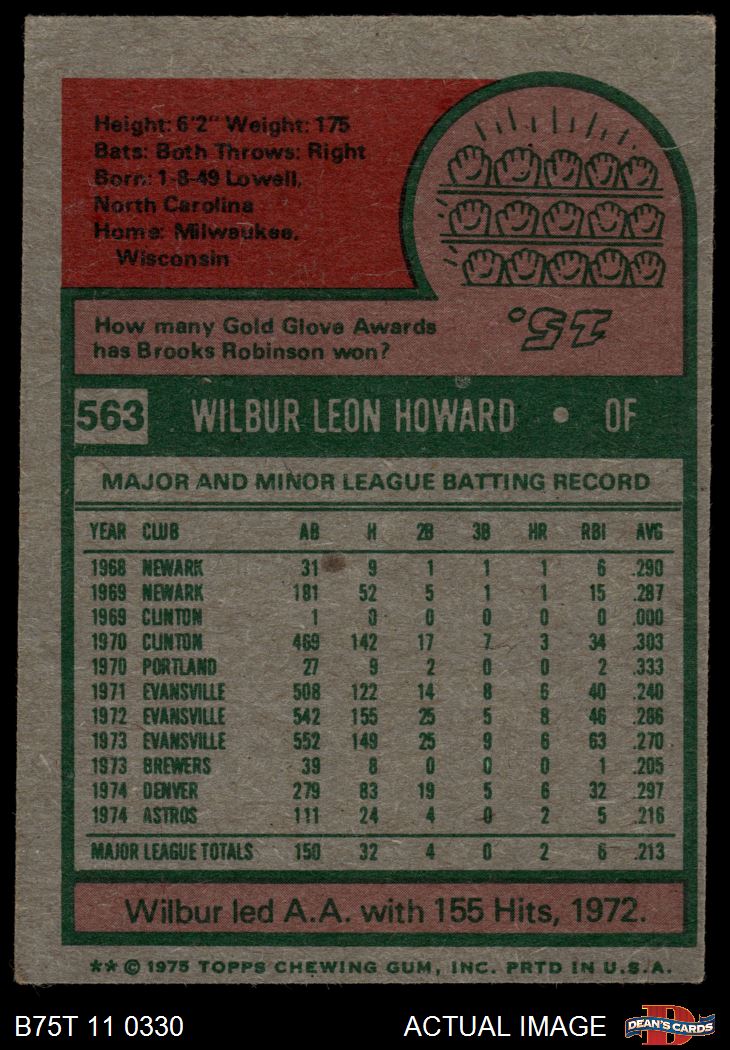 Height: 6'2" Weight: 175
Bats: Both Throws: Right
Born: 1-8-49 Lowell,
North Carolina
Home: Milwaukee,
Wisconsin
How many Gold Glove Awards
has Brooks Robinson won?
15.
563 WILBUR LEON HOWARD • OF
MAJOR AND MINOR LEAGUE BATTING RECORD
YEAR CLUB AB H 2B 3B HR RBI AVG
1968 NEWARK 31 9 1 1 1 6 .290
1969 NEWARK 181 52 5 1 1 15 .287
1969 CLINTON 1 0 0 0 0 0 .000
1970 CLINTON 469 142 17 7 3 34 .303
1970 PORTLAND 27 9 2 0 0 2 .333
1971 EVANSVILLE 508 122 14 8 6 40 .240
1972 EVANSVILLE 542 155 25 5 8 46 .286
1973 EVANSVILLE 552 149 25 9 6 63 .270
1973 BREWERS 39 8 0 0 0 1 .205
1974 DENVER 279 83 19 5 6 32 .297
1974 ASTROS 111 24 4 0 2 5 .216
MAJOR LEAGUE TOTALS 150 32 4 0 2 6 .213
Wilbur led A.A. with 155 Hits, 1972.
** © 1975 TOPPS CHEWING GUM, INC. PRTD IN U.S.A.
B75T 11 0330 ACTUAL IMAGE
D
DEAN'S CARDS